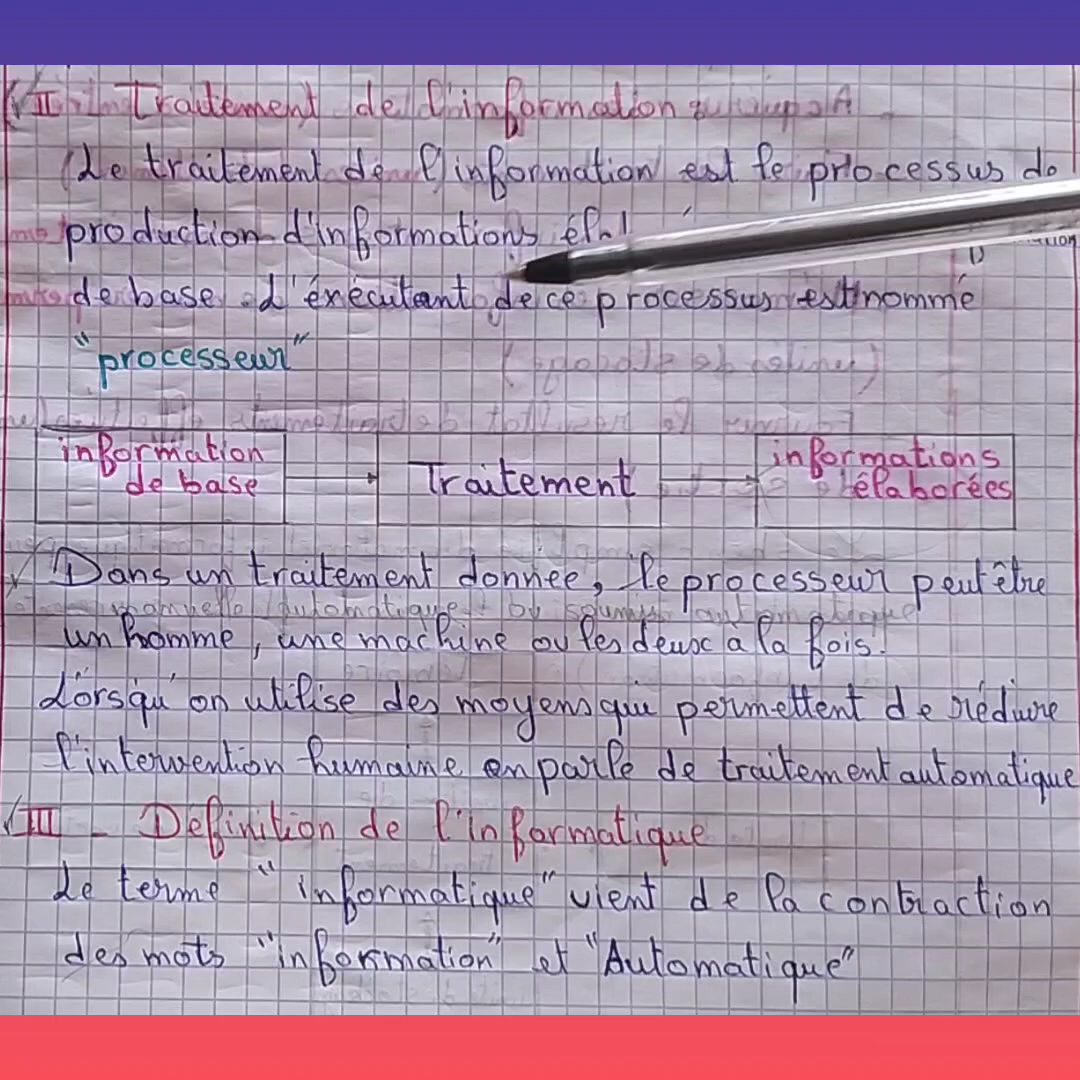 II - Traitement de l'information
Le traitement de l'information est le processus de
production d'informations
de base. L'exécutant de ce processus est nommé
"processeur"
information
de base
Traitement
informations
élaborées
Dans un traitement donnée, le processeur peut être
un homme, une machine ou les deux à la fois.
Lorsqu'on utilise des moyens qui permettent de réduire
l'intervention humaine on parle de traitement automatique
III - Definition de l'informatique
Le terme "informatique" vient de la contraction
des mots "information" et "Automatique"